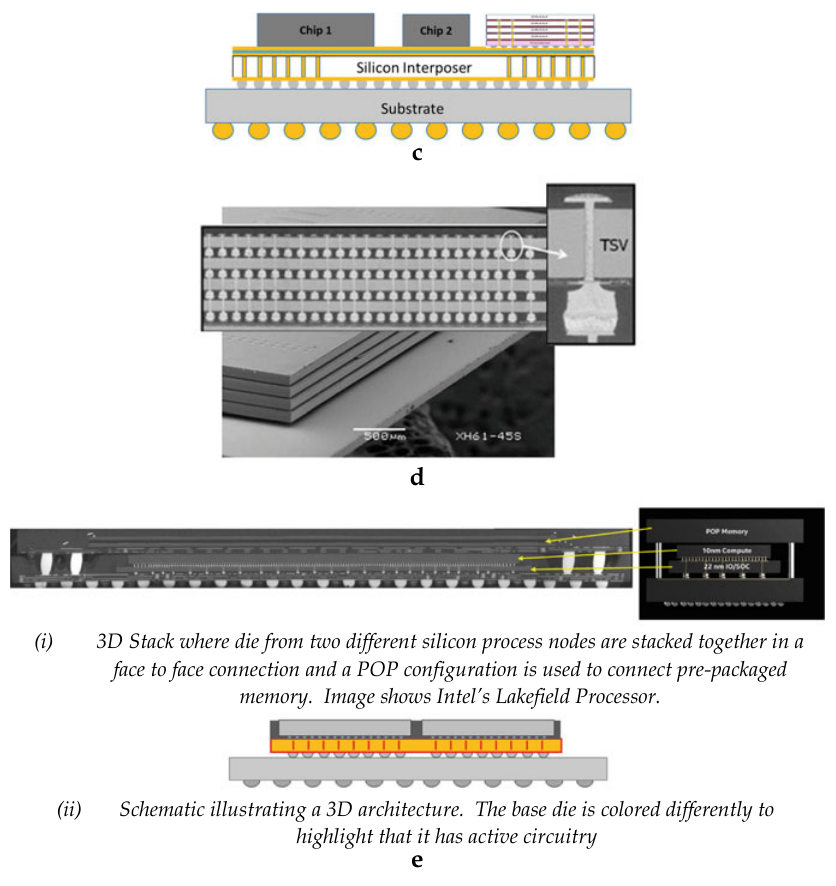 Chip 1
Chip 2
Silicon Interposer
Substrate
c
TSV
500µm
XH61-45S
d
POP Memory
10nm Compute
22 nm IO/SOC
(i) 3D Stack where die from two different silicon process nodes are stacked together in a
face to face connection and a POP configuration is used to connect pre-packaged
memory. Image shows Intel's Lakefield Processor.
(ii) Schematic illustrating a 3D architecture. The base die is colored differently to
highlight that it has active circuitry
e